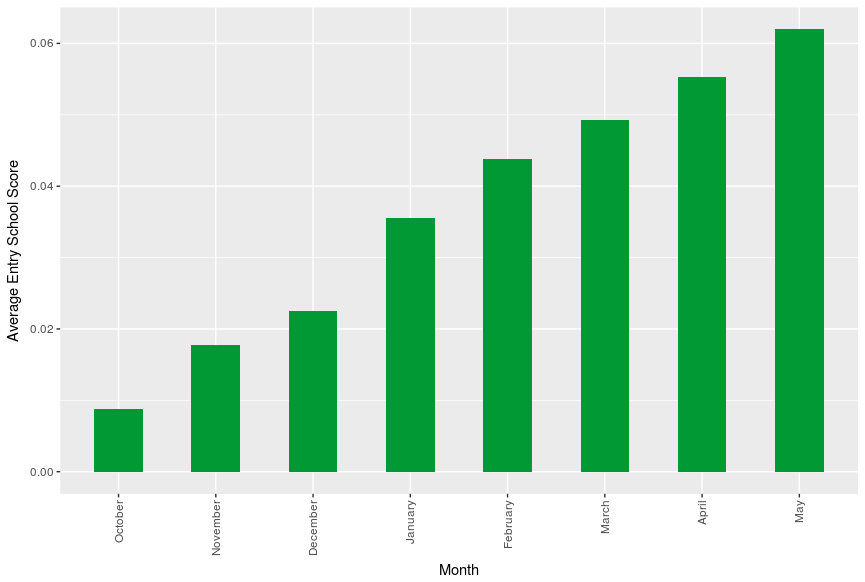 Average Entry School Score
0.06
0.04
0.02
0.00
October
November
December
January
February
March
April
May
Month